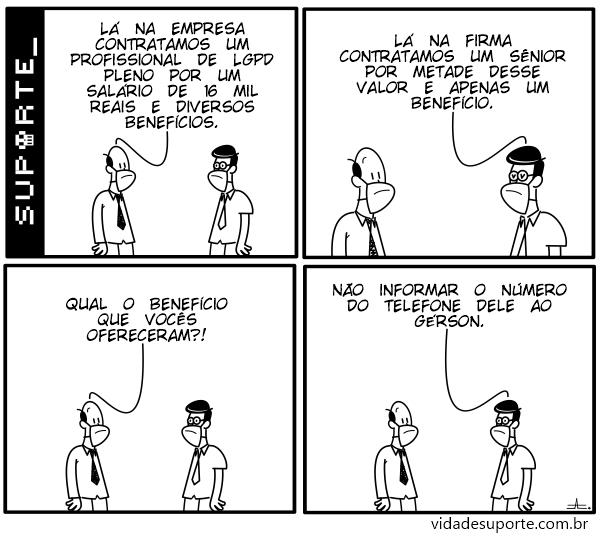 SUPORTE_
LÁ NA EMPRESA
CONTRATAMOS UM
PROFISSIONAL DE LGPD
PLENO POR UM
SALÁRIO DE 16 MIL
REAIS E DIVERSOS
BENEFÍCIOS.
LÁ NA FIRMA
CONTRATAMOS UM SÊNIOR
POR METADE DESSE
VALOR E APENAS UM
BENEFÍCIO.
QUAL O BENEFÍCIO
QUE VOCÊS
OFERECERAM?!
NÃO INFORMAR O NÚMERO
DO TELEFONE DELE AO
GÉRSON.
vidadesuporte.com.br